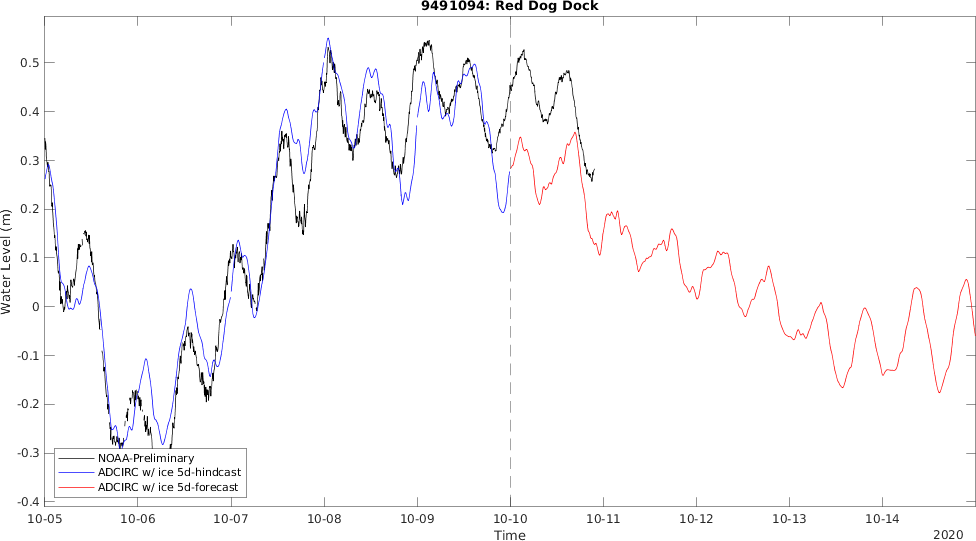 9491094: Red Dog Dock
Water Level (m)
0.5
0.4
0.3
0.2
0.1
0
-0.1
-0.2
-0.3
-0.4
NOAA-Preliminary
ADCIRC w/ ice 5d-hindcast
ADCIRC w/ ice 5d-forecast
10-05 10-06 10-07 10-08 10-09 10-10 10-11 10-12 10-13 10-14
Time
2020